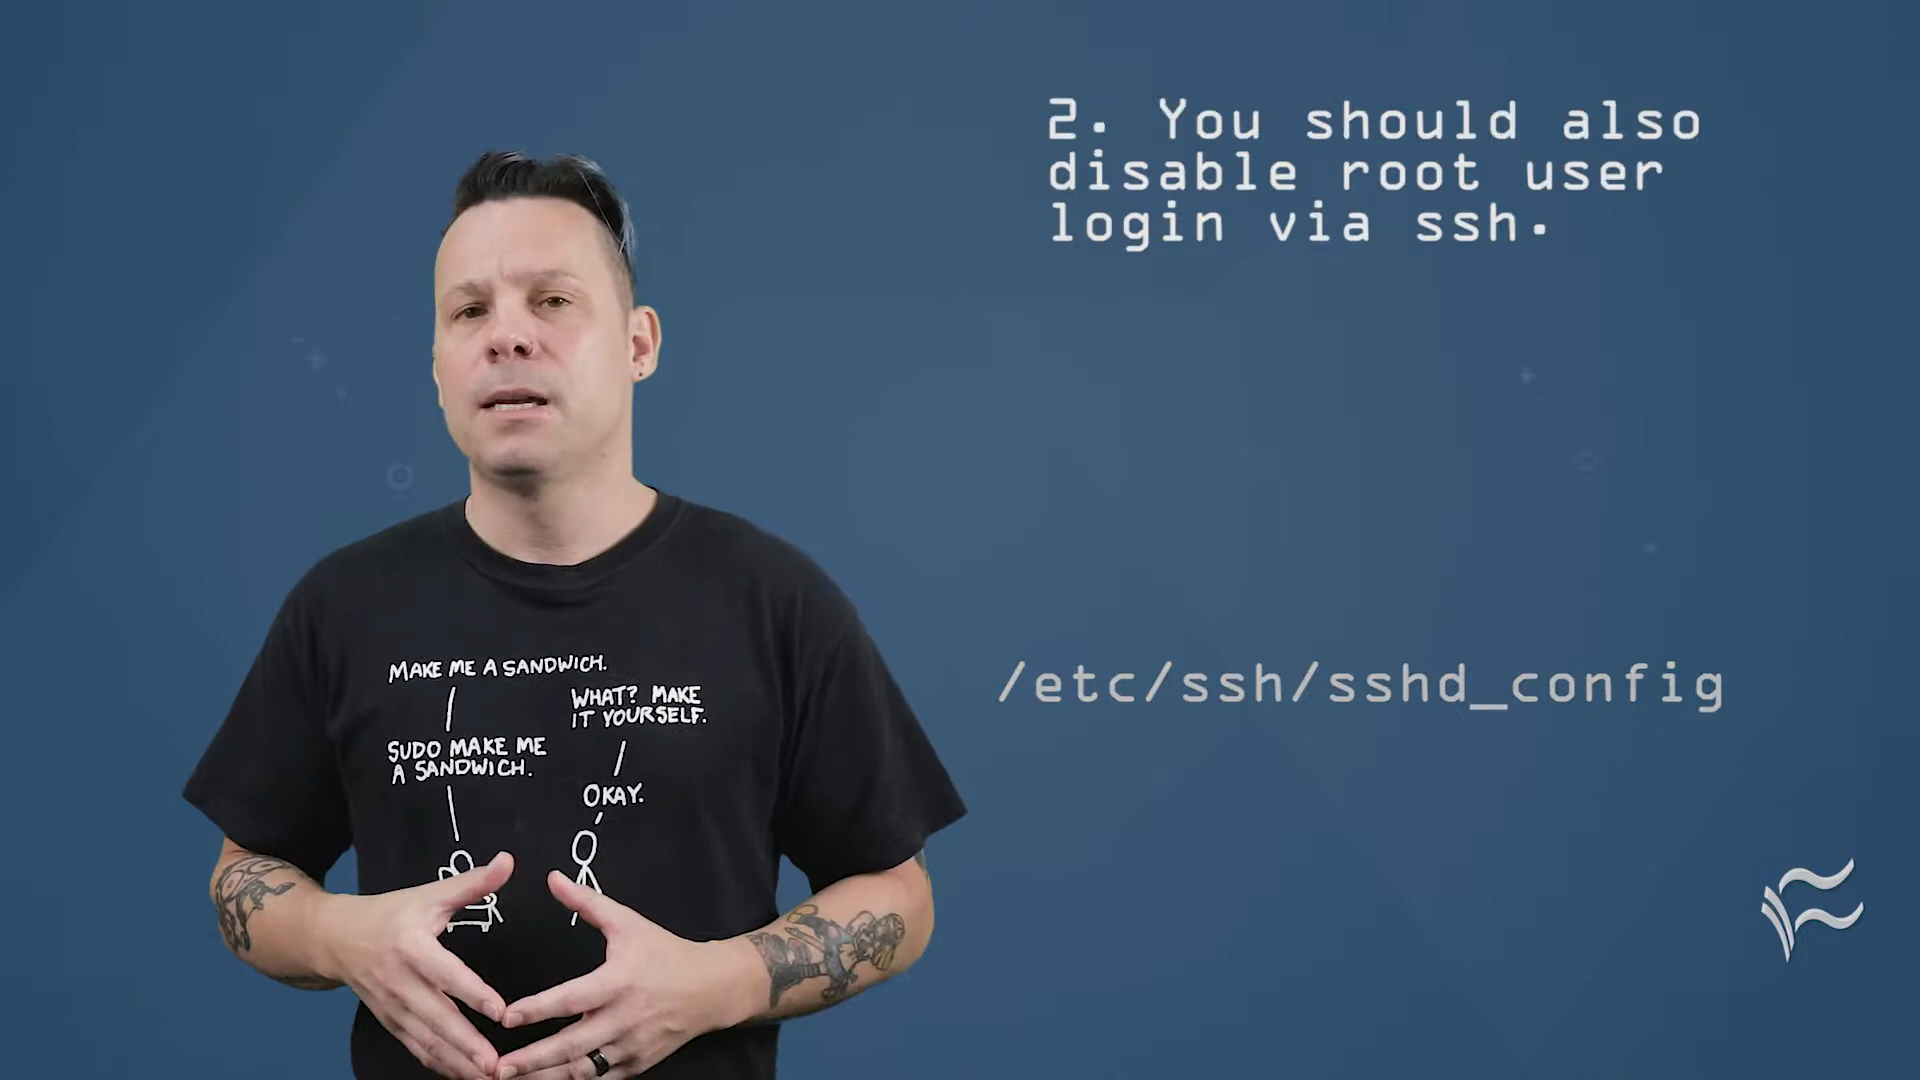 2. You should also
disable root user
login via ssh.
/etc/ssh/sshd_config
MAKE ME A SANDWICH.
WHAT? MAKE
IT YOURSELF.
SUDO MAKE ME
A SANDWICH.
OKAY.